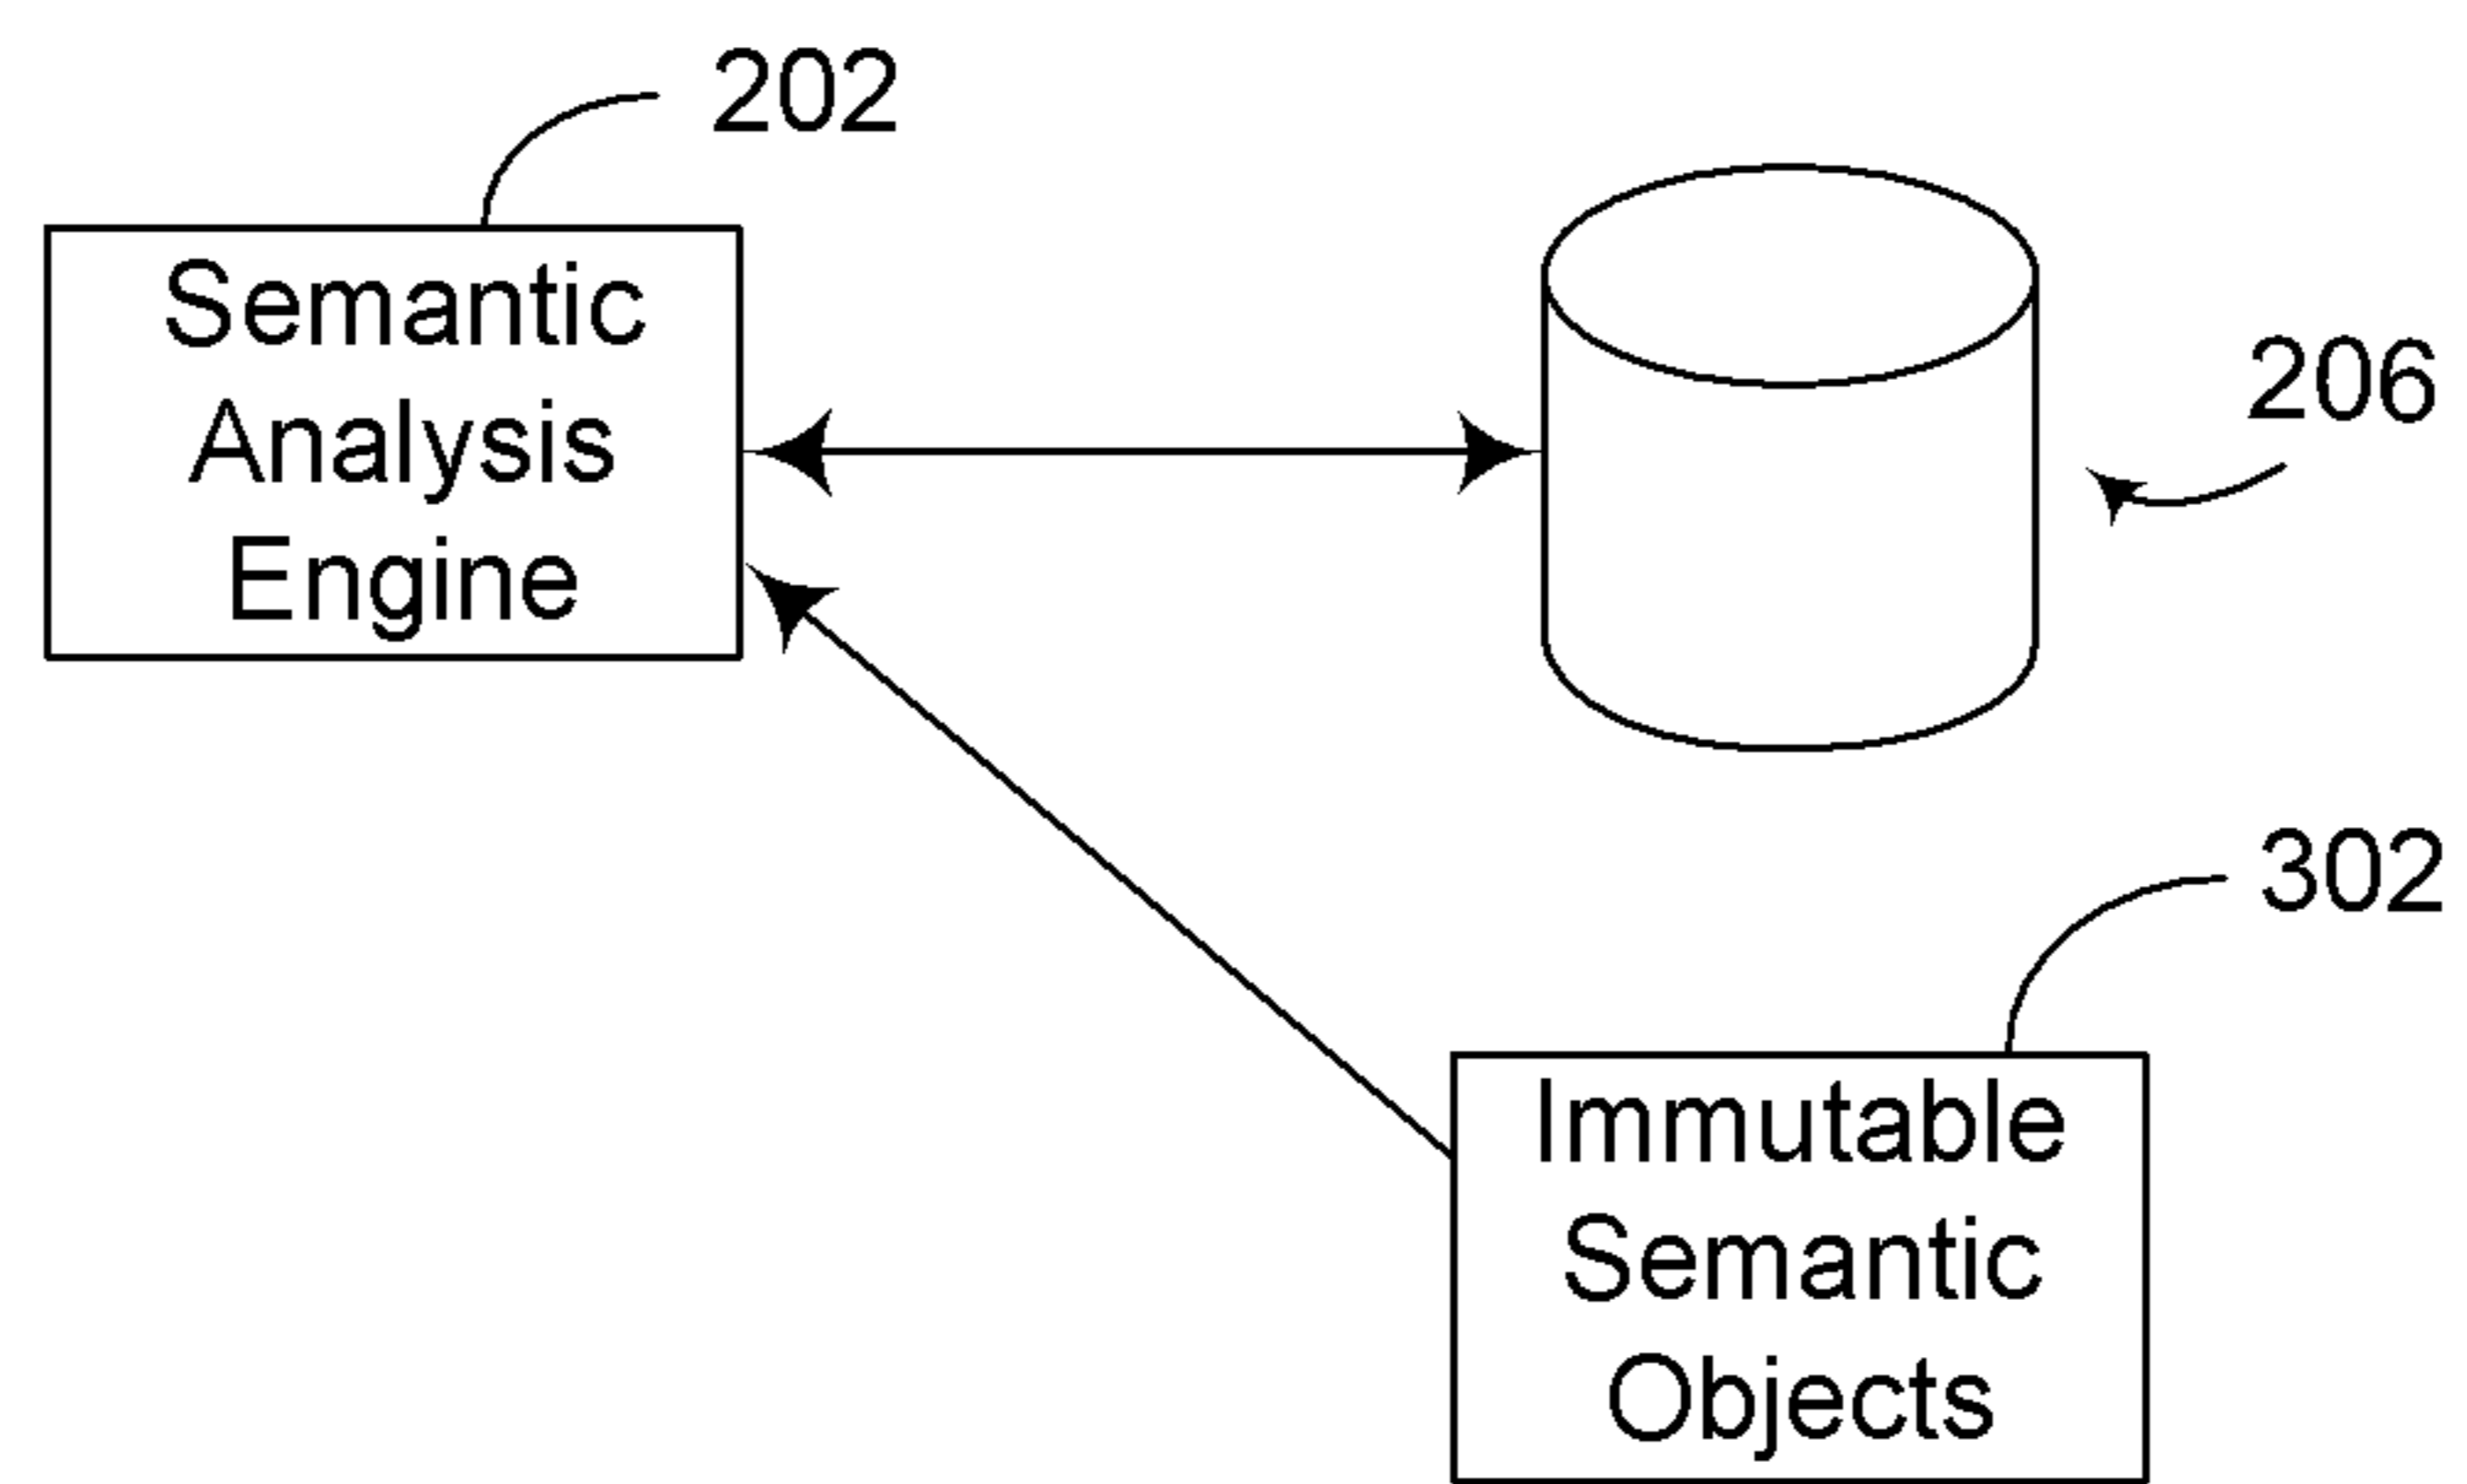 202
Semantic
Analysis
Engine
206
302
Immutable
Semantic
Objects